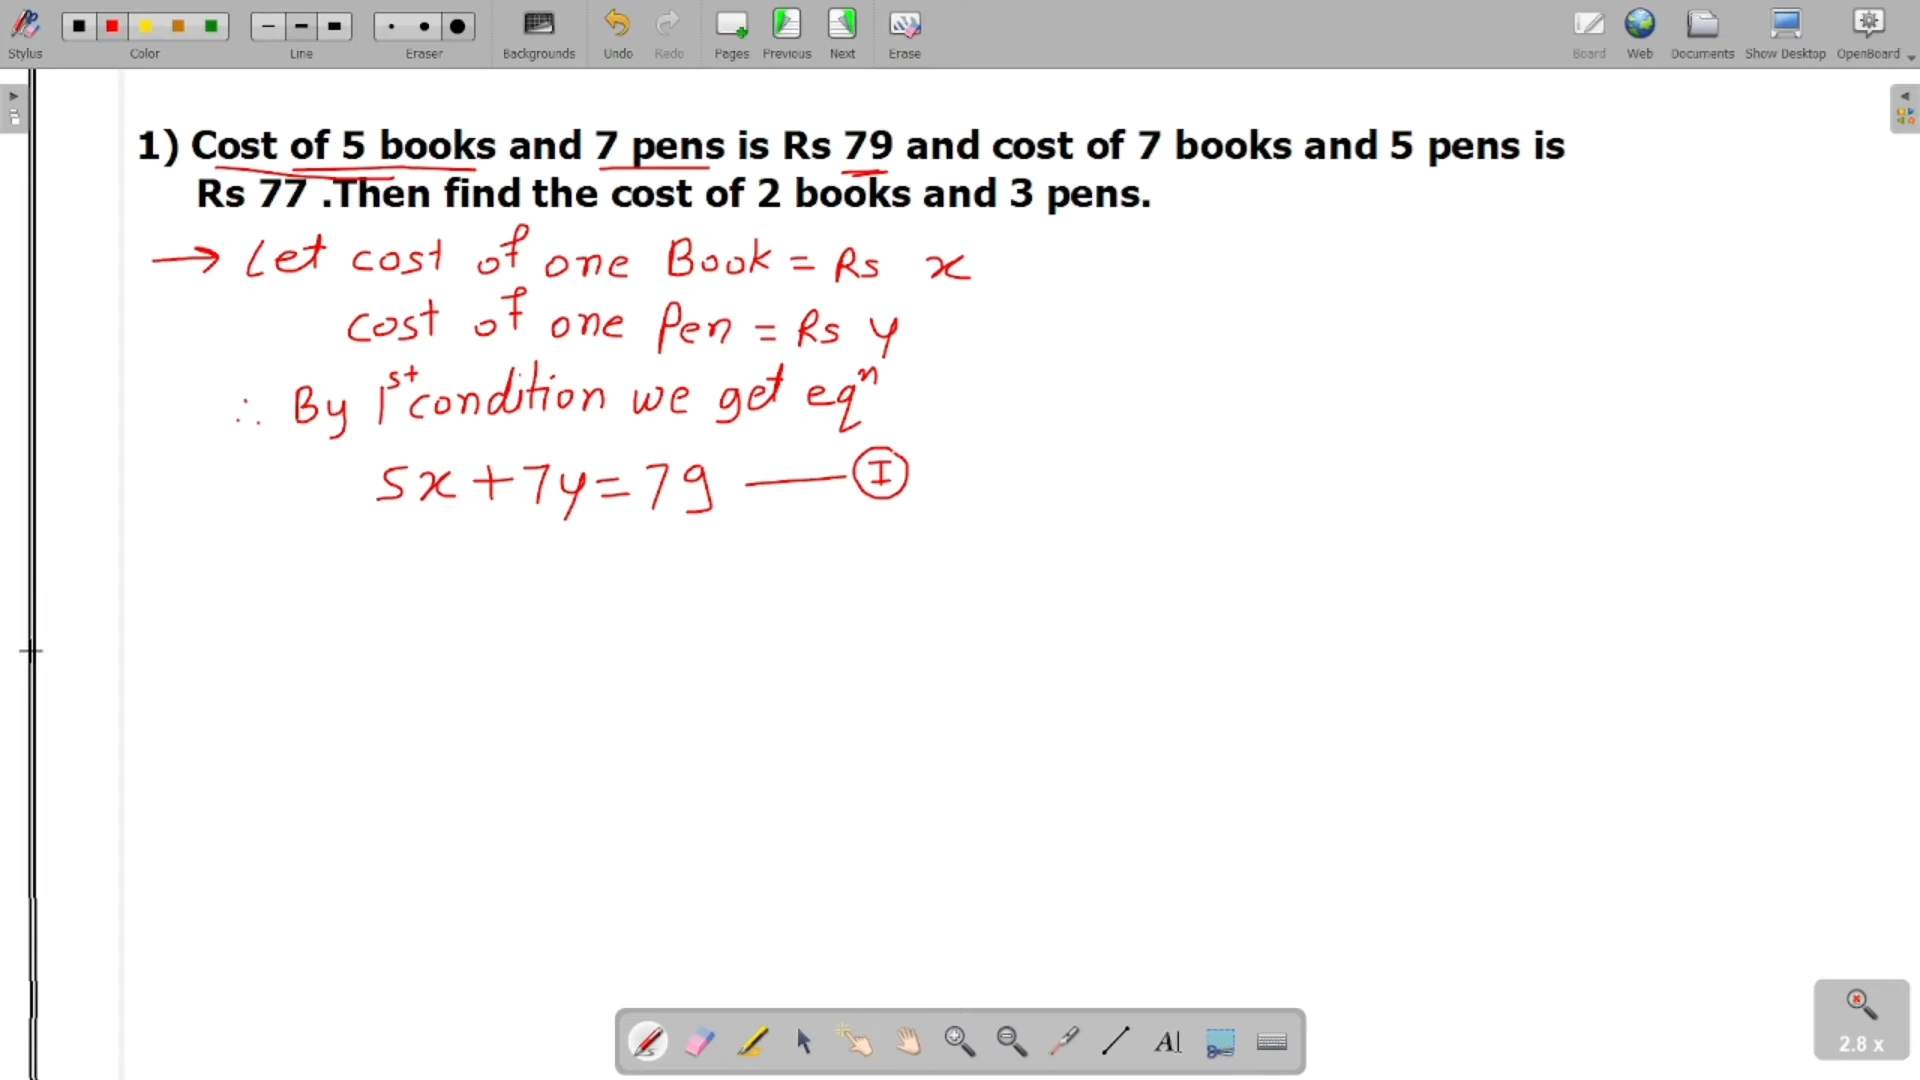 Stylus Color Line Eraser Backgrounds Undo Redo Pages Previous Next Erase Board Web Documents Show Desktop OpenBoard
1) Cost of 5 books and 7 pens is Rs 79 and cost of 7 books and 5 pens is
Rs 77 .Then find the cost of 2 books and 3 pens.
→ Let cost of one Book = Rs x
cost of one Pen = Rs y
∴ By 1st condition we get eqn
5x+7y=79 —— I
AI
2.8 x